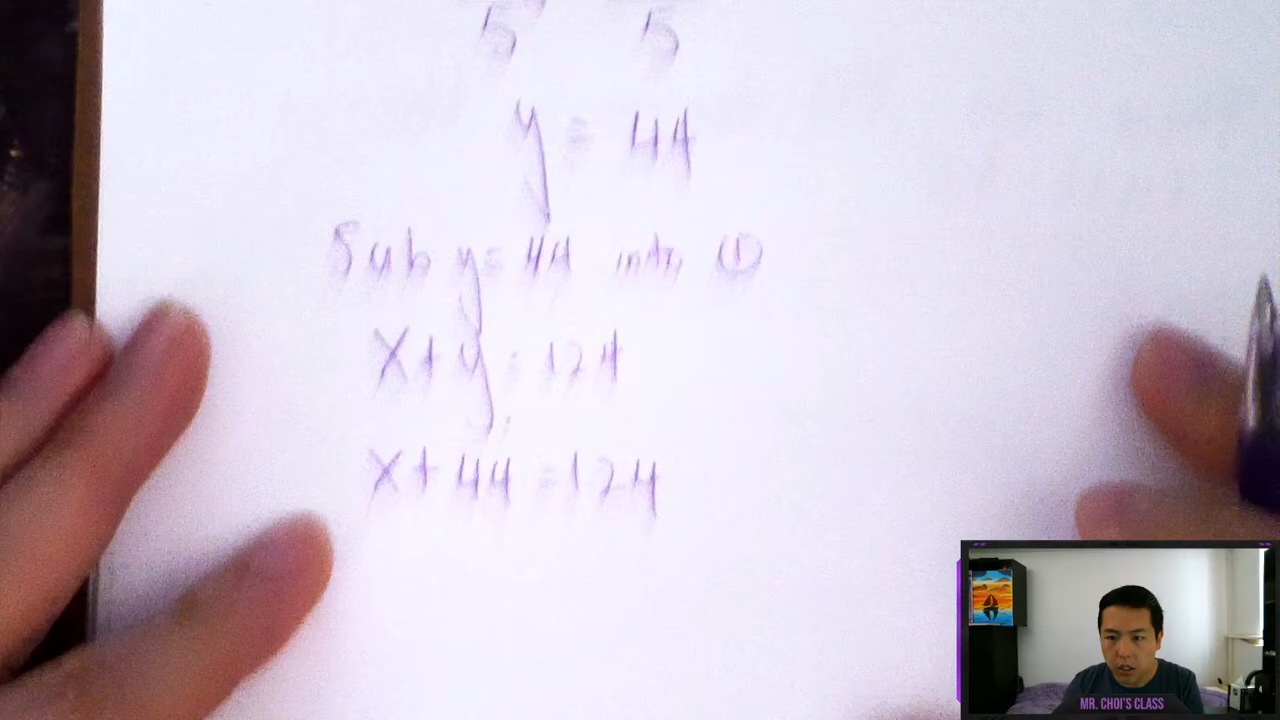 5 5
y = 44
Sub y = 44 into ①
x + y = 124
x + 44 = 124
MR. CHOI'S CLASS